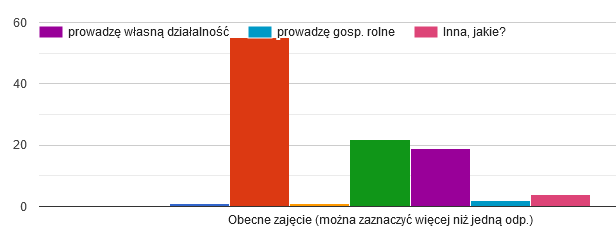 60
prowadzę własną działalność prowadzę gosp. rolne Inna, jakie?
40
20
0
Obecne zajęcie (można zaznaczyć więcej niż jedną odp.)